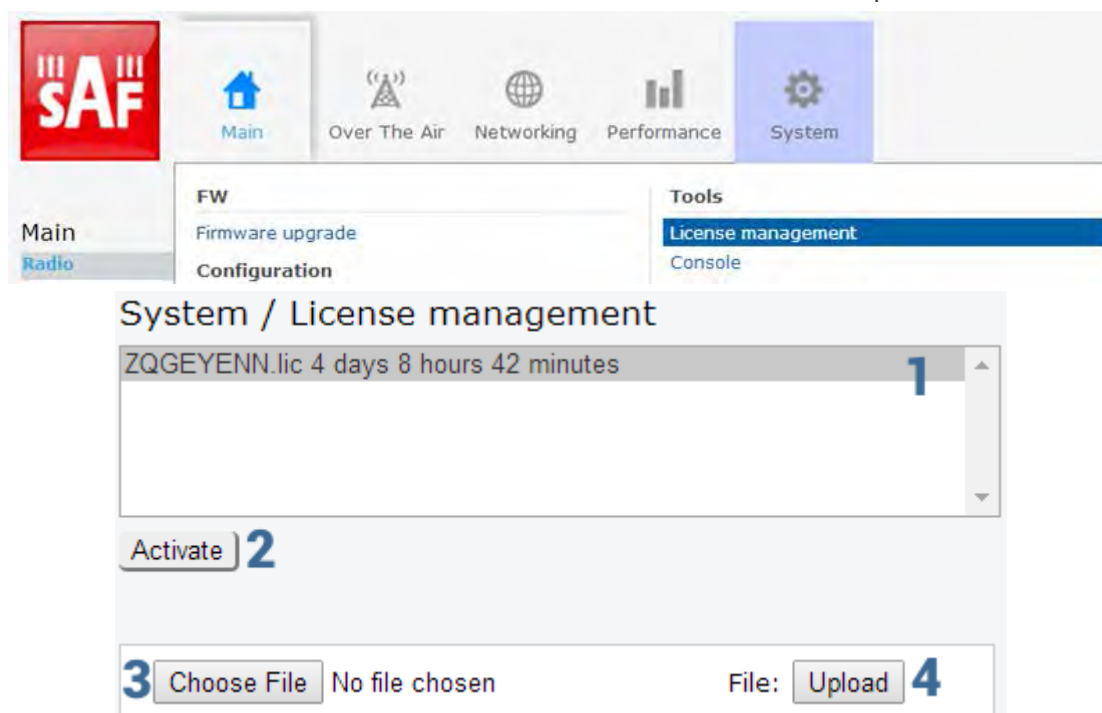 SAF
Main
Over The Air
Networking
Performance
System
FW
Tools
Main
Firmware upgrade
License management
Radio
Configuration
Console
System / License management
ZQGEYENN.lic 4 days 8 hours 42 minutes
1
Activate 2
3 Choose File No file chosen File: Upload 4